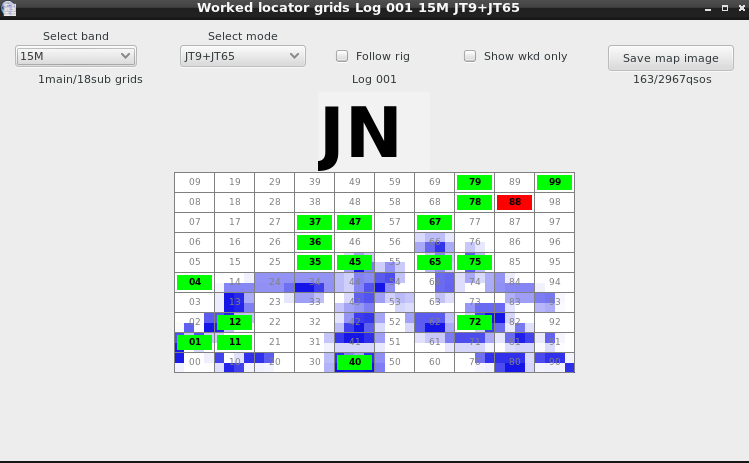 Worked locator grids Log 001 15M JT9+JT65
Select band Select mode
15M JT9+JT65 Follow rig Show wkd only Save map image
1main/18sub grids Log 001 163/2967qsos
JN
09 19 29 39 49 59 69 79 89 99
08 18 28 38 48 58 68 78 88 98
07 17 27 37 47 57 67 77 87 97
06 16 26 36 46 56 66 76 86 96
05 15 25 35 45 55 65 75 85 95
04 14 24 34 44 54 64 74 84 94
03 13 23 33 43 53 63 73 83 93
02 12 22 32 42 52 62 72 82 92
01 11 21 31 41 51 61 71 81 91
00 10 20 30 40 50 60 70 80 90